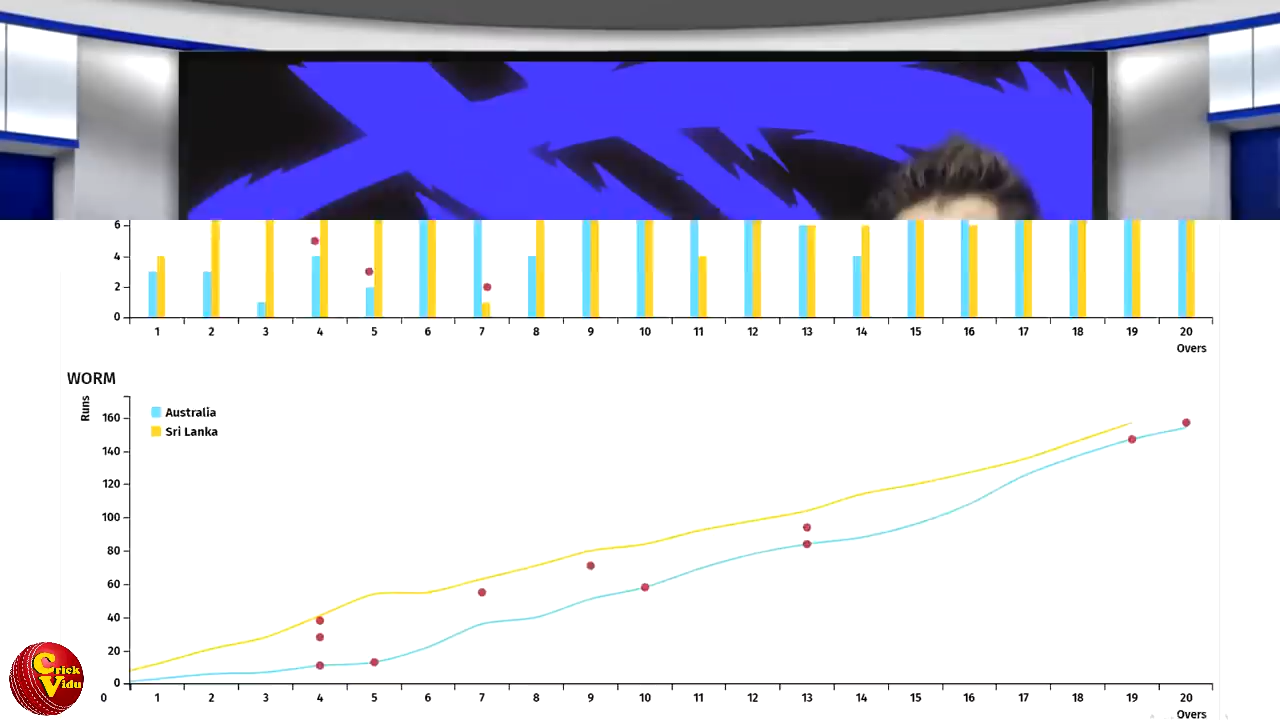 6
4
2
0
1 2 3 4 5 6 7 8 9 10 11 12 13 14 15 16 17 18 19 20
Overs
WORM
Runs
Australia
Sri Lanka
160
140
120
100
80
60
40
20
0
0 1 2 3 4 5 6 7 8 9 10 11 12 13 14 15 16 17 18 19 20
Overs
Crick
Vidu